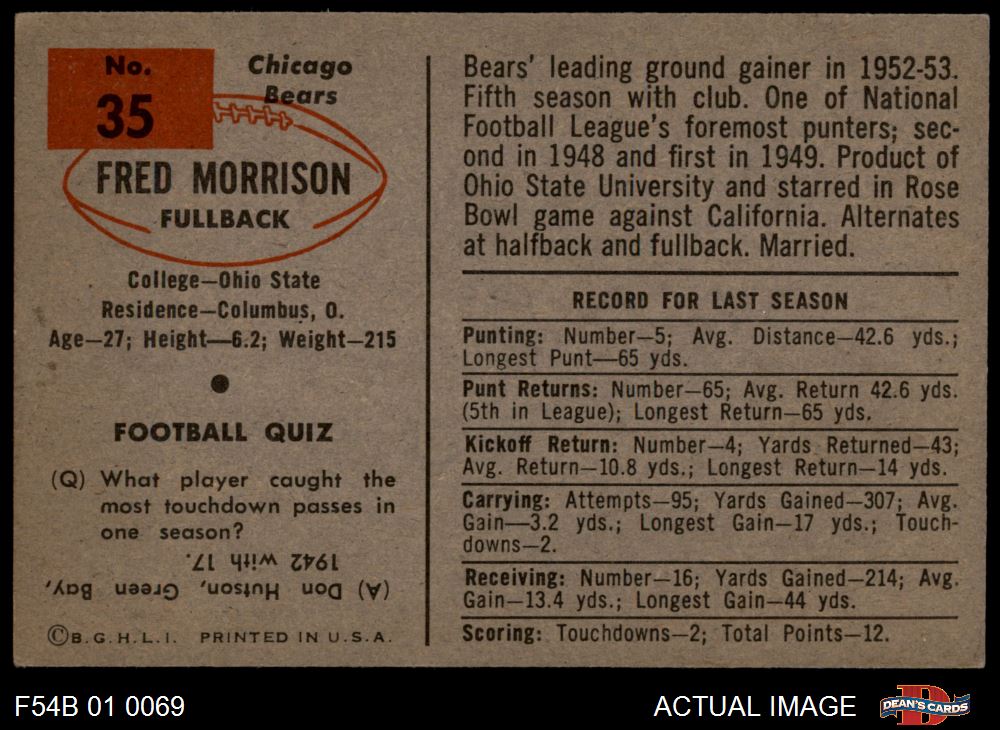 No.
35
Chicago
Bears
FRED MORRISON
FULLBACK
College—Ohio State
Residence—Columbus, O.
Age—27; Height—6.2; Weight—215
FOOTBALL QUIZ
(Q) What player caught the
most touchdown passes in
one season?
(A) Don Hutson, Green Bay,
1942 with 17.
©B.G.H.L.I. PRINTED IN U.S.A.
Bears' leading ground gainer in 1952-53.
Fifth season with club. One of National
Football League's foremost punters; sec-
ond in 1948 and first in 1949. Product of
Ohio State University and starred in Rose
Bowl game against California. Alternates
at halfback and fullback. Married.
RECORD FOR LAST SEASON
Punting: Number—5; Avg. Distance—42.6 yds.;
Longest Punt—65 yds.
Punt Returns: Number—65; Avg. Return 42.6 yds.
(5th in League); Longest Return—65 yds.
Kickoff Return: Number—4; Yards Returned—43;
Avg. Return—10.8 yds.; Longest Return—14 yds.
Carrying: Attempts—95; Yards Gained—307; Avg.
Gain—3.2 yds.; Longest Gain—17 yds.; Touch-
downs—2.
Receiving: Number—16; Yards Gained—214; Avg.
Gain—13.4 yds.; Longest Gain—44 yds.
Scoring: Touchdowns—2; Total Points—12.
F54B 01 0069
ACTUAL IMAGE
D
DEAN'S CARDS